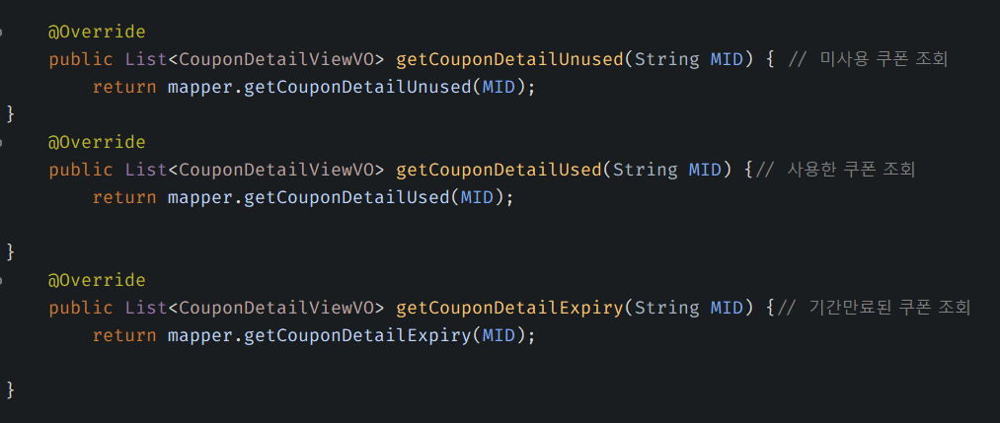 @Override
public List<CouponDetailViewVO> getCouponDetailUnused(String MID) { // 미사용 쿠폰 조회
return mapper.getCouponDetailUnused(MID);
}
@Override
public List<CouponDetailViewVO> getCouponDetailUsed(String MID) {// 사용한 쿠폰 조회
return mapper.getCouponDetailUsed(MID);
}
@Override
public List<CouponDetailViewVO> getCouponDetailExpiry(String MID) {// 기간만료된 쿠폰 조회
return mapper.getCouponDetailExpiry(MID);
}